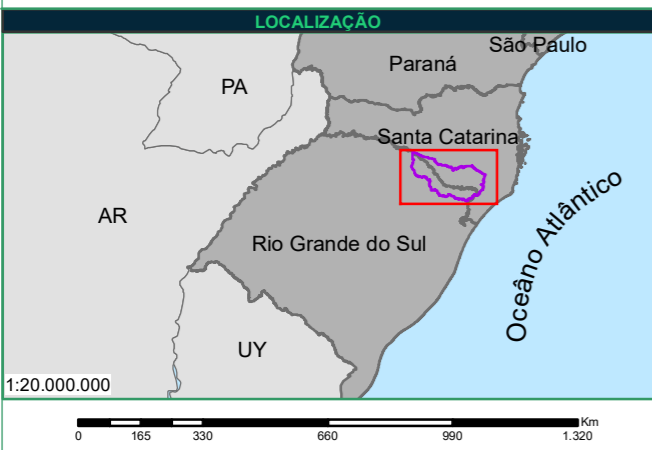 LOCALIZAÇÃO
São Paulo
Paraná
PA
Santa Catarina
AR
Rio Grande do Sul
Oceâno Atlântico
UY
1:20.000.000
Km
0 165 330 660 990 1.320